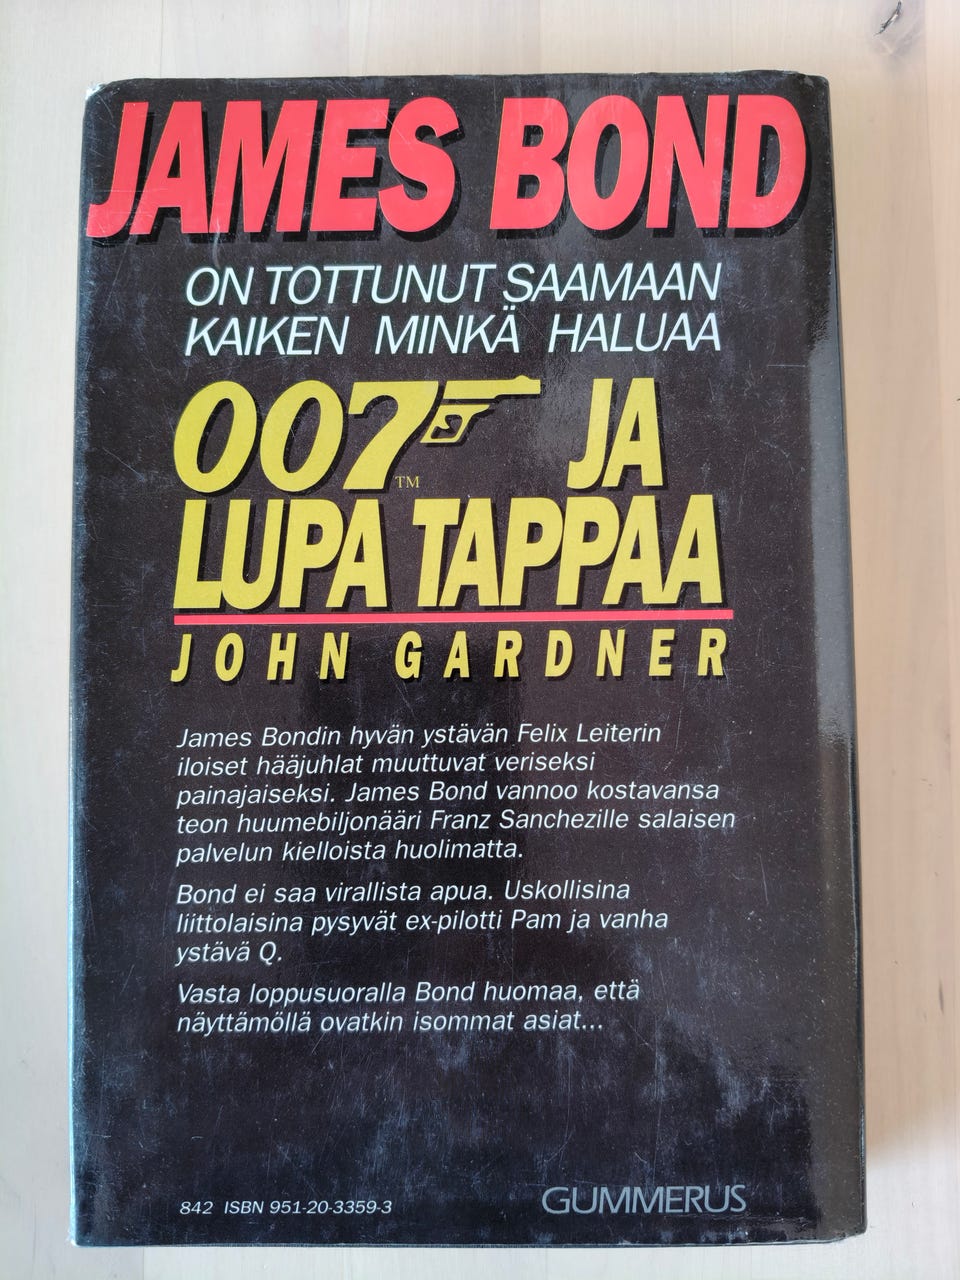 JAMES BOND
ON TOTTUNUT SAAMAAN
KAIKEN MINKÄ HALUAA
007™ JA
LUPA TAPPAA
JOHN GARDNER
James Bondin hyvän ystävän Felix Leiterin
iloiset hääjuhlat muuttuvat veriseksi
painajaiseksi. James Bond vannoo kostavansa
teon huumebiljonääri Franz Sanchezille salaisen
palvelun kielloista huolimatta.
Bond ei saa virallista apua. Uskollisina
liittolaisina pysyvät ex-pilotti Pam ja vanha
ystävä Q.
Vasta loppusuoralla Bond huomaa, että
näyttämöllä ovatkin isommat asiat...
842 ISBN 951-20-3359-3
GUMMERUS